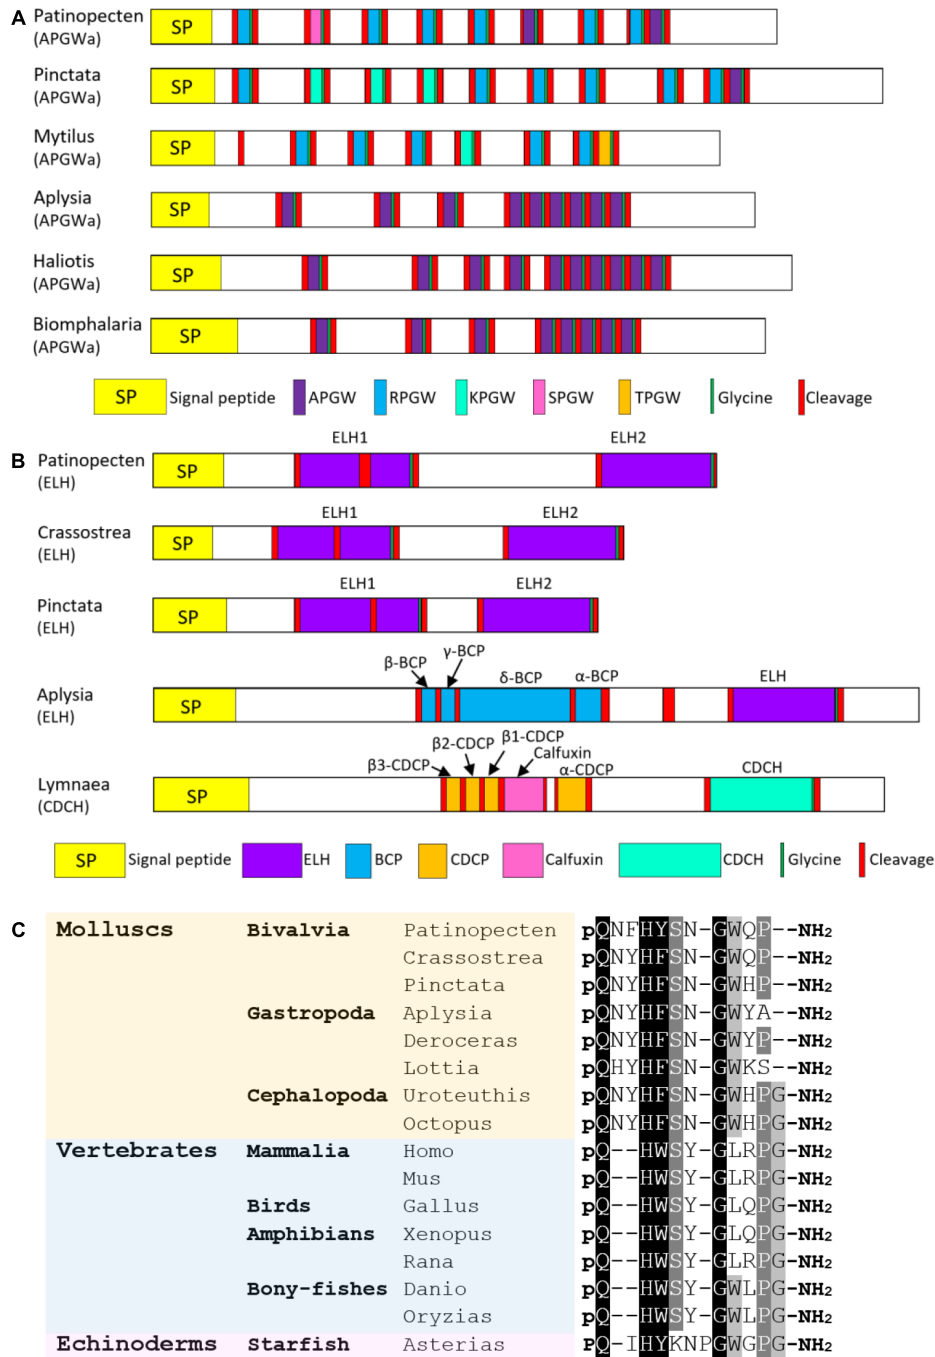 A
Patinopecten
(APGWa)
SP
Pinctata
(APGWa)
SP
Mytilus
(APGWa)
SP
Aplysia
(APGWa)
SP
Haliotis
(APGWa)
SP
Biomphalaria
(APGWa)
SP
SP Signal peptide APGW RPGW KPGW SPGW TPGW Glycine Cleavage
B
ELH1 ELH2
Patinopecten
(ELH)
SP
ELH1 ELH2
Crassostrea
(ELH)
SP
ELH1 ELH2
Pinctata
(ELH)
SP
β-BCP γ-BCP δ-BCP α-BCP ELH
Aplysia
(ELH)
SP
β3-CDCP β2-CDCP β1-CDCP Calfuxin α-CDCP CDCH
Lymnaea
(CDCH)
SP
SP Signal peptide ELH BCP CDCP Calfuxin CDCH Glycine Cleavage
C
Molluscs Bivalvia Patinopecten pQNFHYSN-GWQP--NH₂
Crassostrea pQNYHFSN-GWQP--NH₂
Pinctata pQNYHFSN-GWHP--NH₂
Gastropoda Aplysia pQNYHFSN-GWYA--NH₂
Deroceras pQNYHFSN-GWYP--NH₂
Lottia pQHYHFSN-GWKS--NH₂
Cephalopoda Uroteuthis pQNYHFSN-GWHPG-NH₂
Octopus pQNYHFSN-GWHPG-NH₂
Vertebrates Mammalia Homo pQ--HWSY-GLRPG-NH₂
Mus pQ--HWSY-GLRPG-NH₂
Birds Gallus pQ--HWSY-GLQPG-NH₂
Amphibians Xenopus pQ--HWSY-GLQPG-NH₂
Rana pQ--HWSY-GLRPG-NH₂
Bony-fishes Danio pQ--HWSY-GWLPG-NH₂
Oryzias pQ--HWSY-GWLPG-NH₂
Echinoderms Starfish Asterias PQ-IHYKNPGWGPG-NH₂